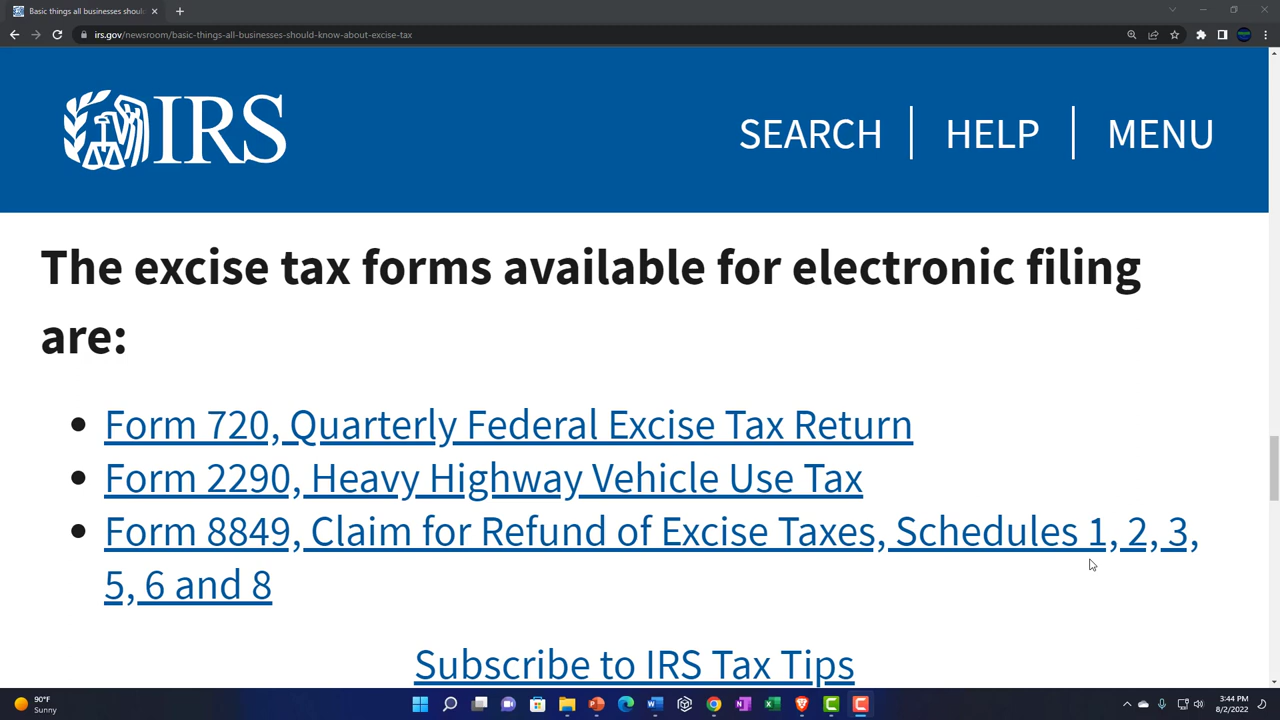 Basic things all businesses shoul
irs.gov/newsroom/basic-things-all-businesses-should-know-about-excise-tax
IRS
SEARCH
HELP
MENU
The excise tax forms available for electronic filing
are:
Form 720, Quarterly Federal Excise Tax Return
Form 2290, Heavy Highway Vehicle Use Tax
Form 8849, Claim for Refund of Excise Taxes, Schedules 1, 2, 3,
5, 6 and 8
Subscribe to IRS Tax Tips
90°F
Sunny
3:44 PM
8/2/2022